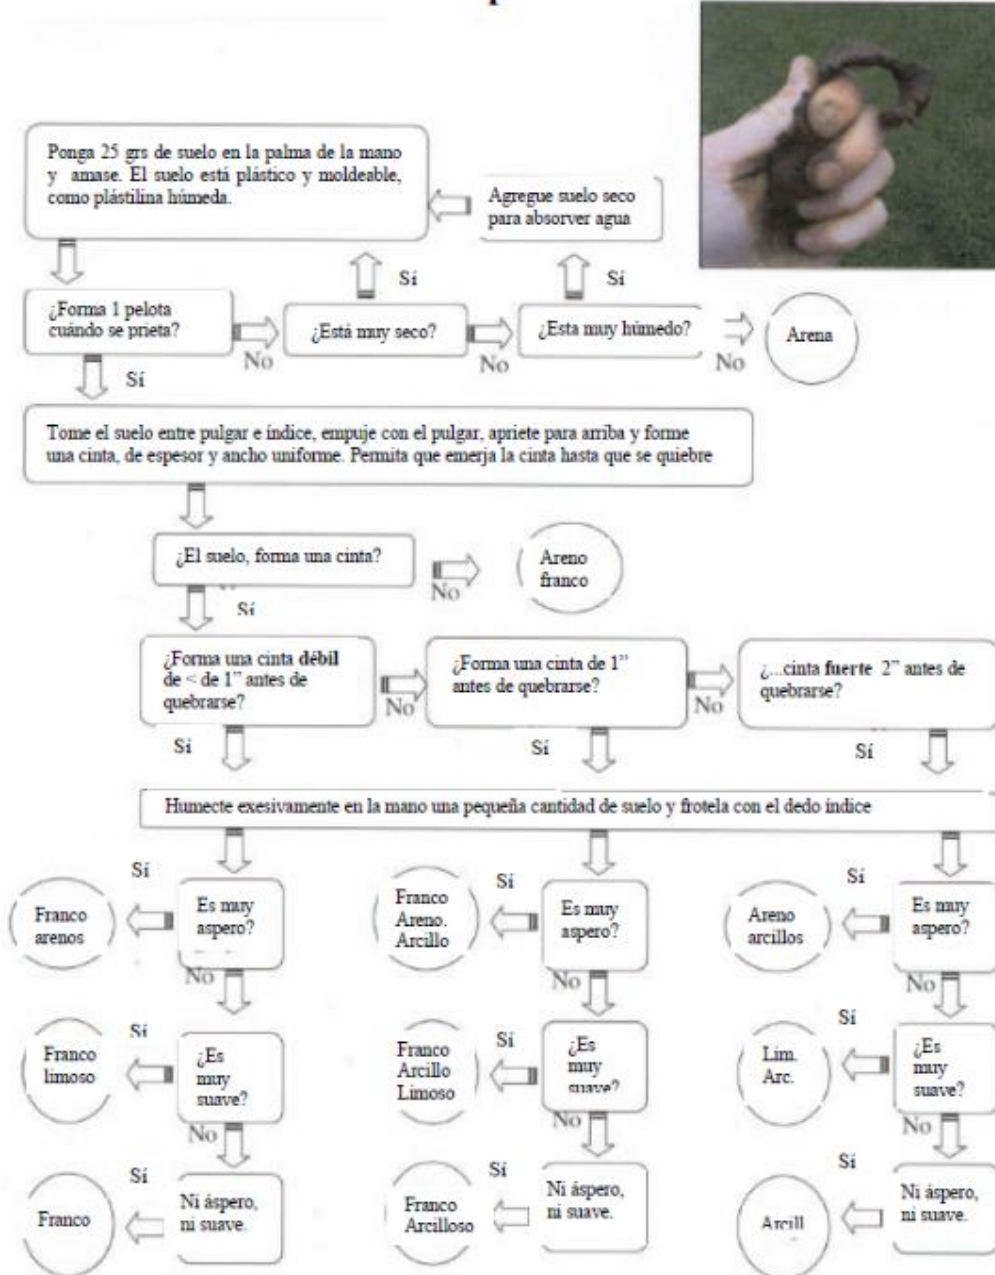 Ponga 25 grs de suelo en la palma de la mano
y amase. El suelo está plástico y moldeable,
como plástilina húmeda.
Agregue suelo seco
para absorver agua
Sí
Sí
¿Forma 1 pelota
cuándo se prieta?
No
¿Está muy seco?
No
¿Esta muy húmedo?
No
Arena
Sí
Tome el suelo entre pulgar e índice, empuje con el pulgar, apriete para arriba y forme
una cinta, de espesor y ancho uniforme. Permita que emerja la cinta hasta que se quiebre
¿El suelo, forma una cinta?
No
Areno
franco
Sí
¿Forma una cinta débil
de < de 1” antes de
quebrarse?
No
¿Forma una cinta de 1”
antes de quebrarse?
No
¿...cinta fuerte 2” antes de
quebrarse?
Sí
Sí
Sí
Humecte exesivamente en la mano una pequeña cantidad de suelo y frotela con el dedo índice
Sí
Franco
arenos
Es muy
aspero?
No
Sí
Franco
Areno.
Arcillo
Es muy
aspero?
No
Sí
Areno
arcillos
Es muy
aspero?
No
Sí
Franco
limoso
¿Es
muy
suave?
No
Sí
Franco
Arcillo
Limoso
¿Es
muy
suave?
No
Sí
Lim.
Arc.
¿Es
muy
suave?
No
Sí
Franco
Ni áspero,
ni suave.
Sí
Franco
Arcilloso
Ni áspero,
ni suave.
Sí
Arcill
Ni áspero,
ni suave.